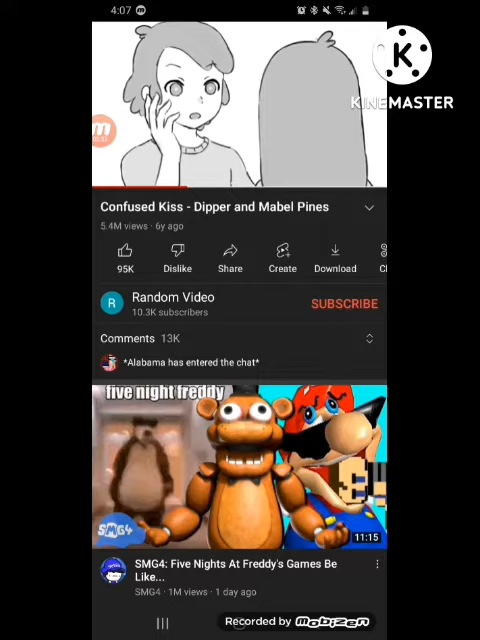 4:07
K
KINEMASTER
Confused Kiss - Dipper and Mabel Pines
5.4M views · 6y ago
95K
Dislike
Share
Create
Download
R
Random Video
10.3K subscribers
SUBSCRIBE
Comments 13K
*Alabama has entered the chat*
five night freddy
SMG4
11:15
SMG4: Five Nights At Freddy's Games Be
Like...
SMG4 · 1M views · 1 day ago
Recorded by mobizen